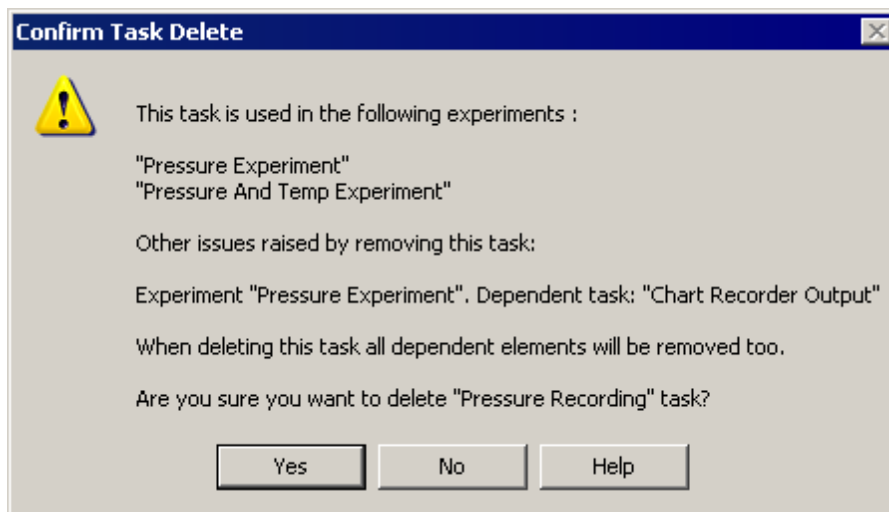 Confirm Task Delete
This task is used in the following experiments :
"Pressure Experiment"
"Pressure And Temp Experiment"
Other issues raised by removing this task:
Experiment "Pressure Experiment". Dependent task: "Chart Recorder Output"
When deleting this task all dependent elements will be removed too.
Are you sure you want to delete "Pressure Recording" task?
Yes
No
Help